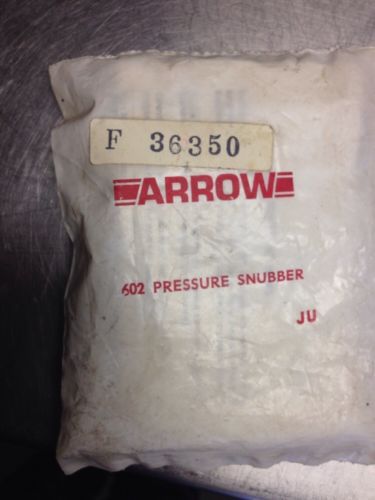 F 36350
ARROW
602 PRESSURE SNUBBER
JU